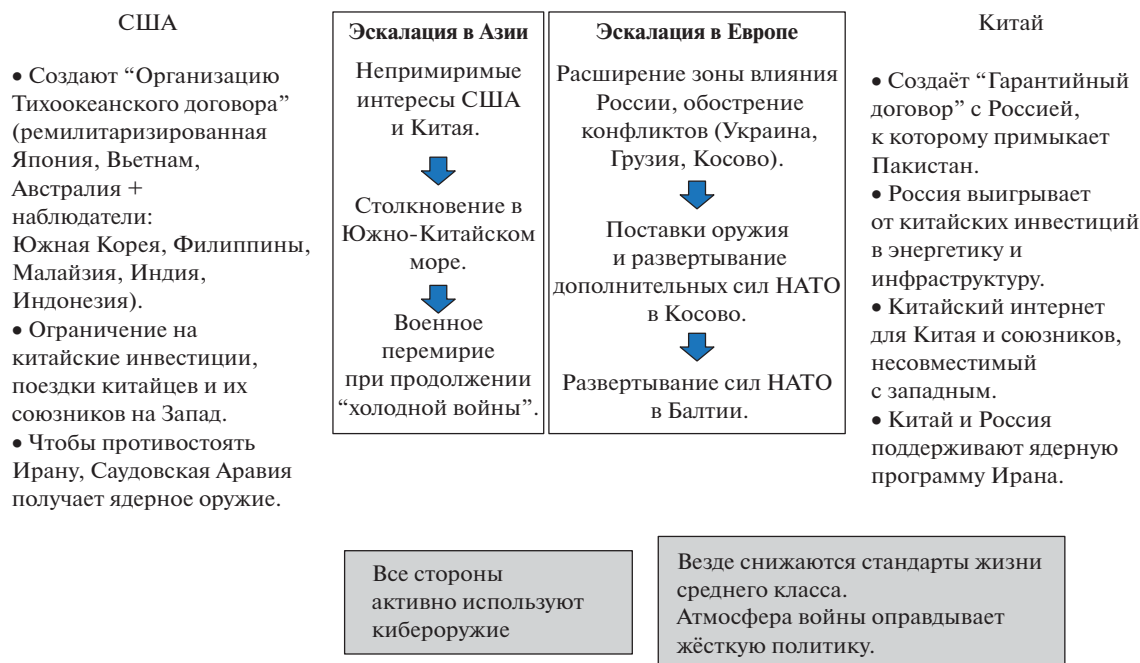 США
• Создают “Организацию
Тихоокеанского договора”
(ремилитаризированная
Япония, Вьетнам,
Австралия +
наблюдатели:
Южная Корея, Филиппины,
Малайзия, Индия,
Индонезия).
• Ограничение на
китайские инвестиции,
поездки китайцев и их
союзников на Запад.
• Чтобы противостоять
Ирану, Саудовская Аравия
получает ядерное оружие.
Эскалация в Азии
Непримиримые
интересы США
и Китая.
Столкновение в
Южно-Китайском
море.
Военное
перемирие
при продолжении
“холодной войны”.
Эскалация в Европе
Расширение зоны влияния
России, обострение
конфликтов (Украина,
Грузия, Косово).
Поставки оружия
и развертывание
дополнительных сил НАТО
в Косово.
Развертывание сил НАТО
в Балтии.
Китай
• Создаёт “Гарантийный
договор” с Россией,
к которому примыкает
Пакистан.
• Россия выигрывает
от китайских инвестиций
в энергетику и
инфраструктуру.
• Китайский интернет
для Китая и союзников,
несовместимый
с западным.
• Китай и Россия
поддерживают ядерную
программу Ирана.
Все стороны
активно используют
кибероружие
Везде снижаются стандарты жизни
среднего класса.
Атмосфера войны оправдывает
жёсткую политику.